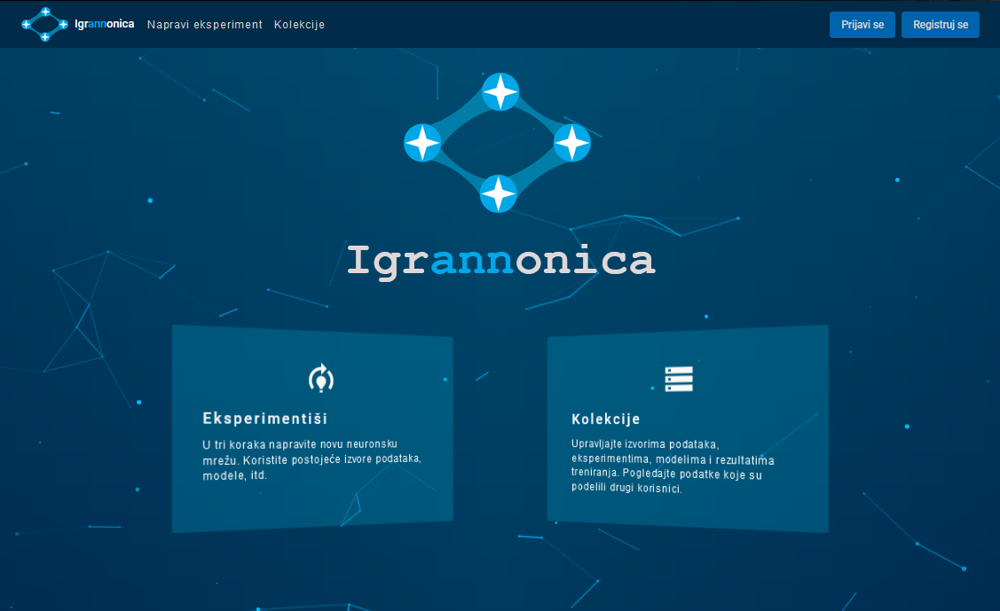 Igrannonica Napravi eksperiment Kolekcije Prijavi se Registruj se
Igrannonica
Eksperimentiši
U tri koraka napravite novu neuronsku
mrežu. Koristite postojeće izvore podataka,
modele, itd.
Kolekcije
Upravljajte izvorima podataka,
eksperimentima, modelima i rezultatima
treniranja. Pogledajte podatke koje su
podelili drugi korisnici.